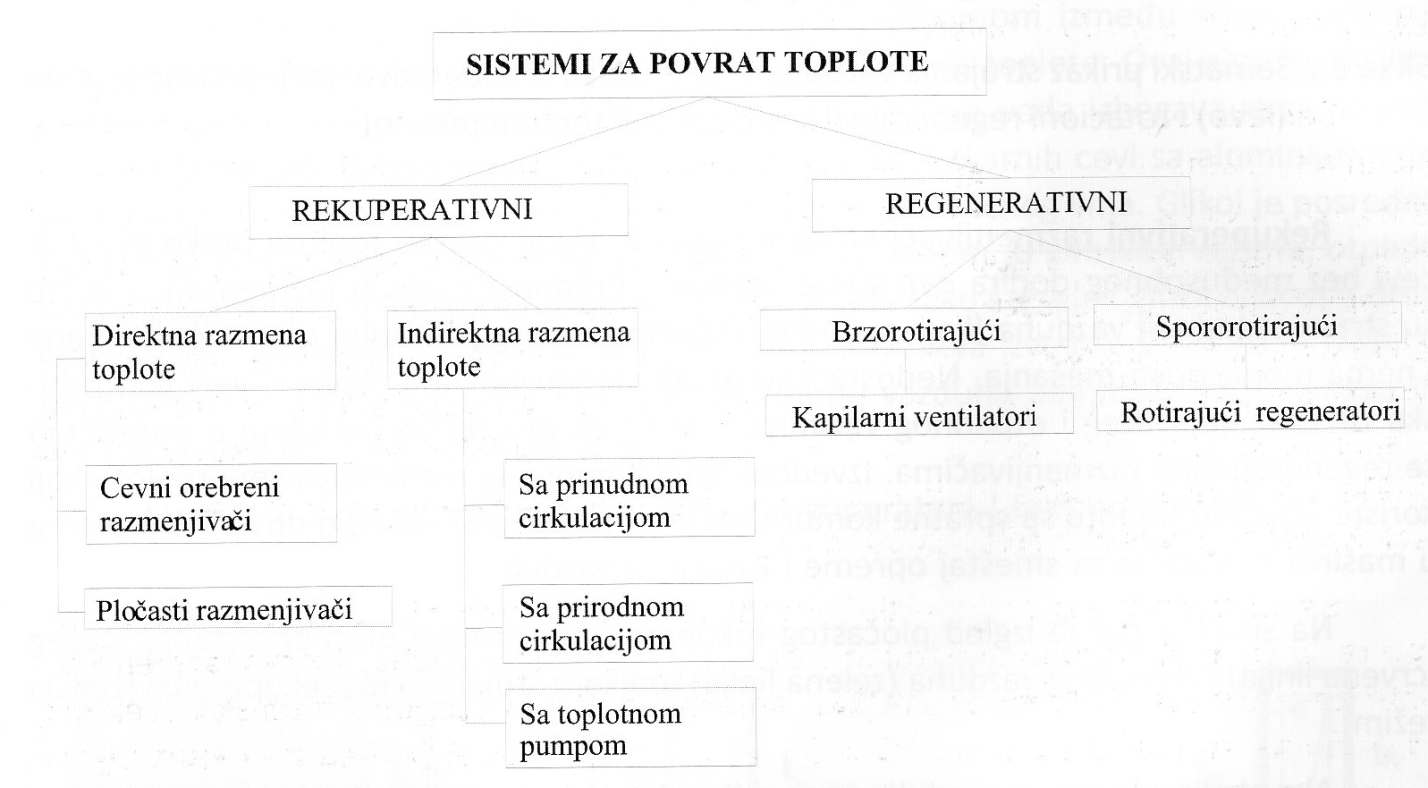 SISTEMI ZA POVRAT TOPLOTE
REKUPERATIVNI
REGENERATIVNI
Direktna razmena
toplote
Indirektna razmena
toplote
Brzorotirajući
Spororotirajući
Kapilarni ventilatori
Rotirajući regeneratori
Cevni orebreni
razmenjivači
Pločasti razmenjivači
Sa prinudnom
cirkulacijom
Sa prirodnom
cirkulacijom
Sa toplotnom
pumpom